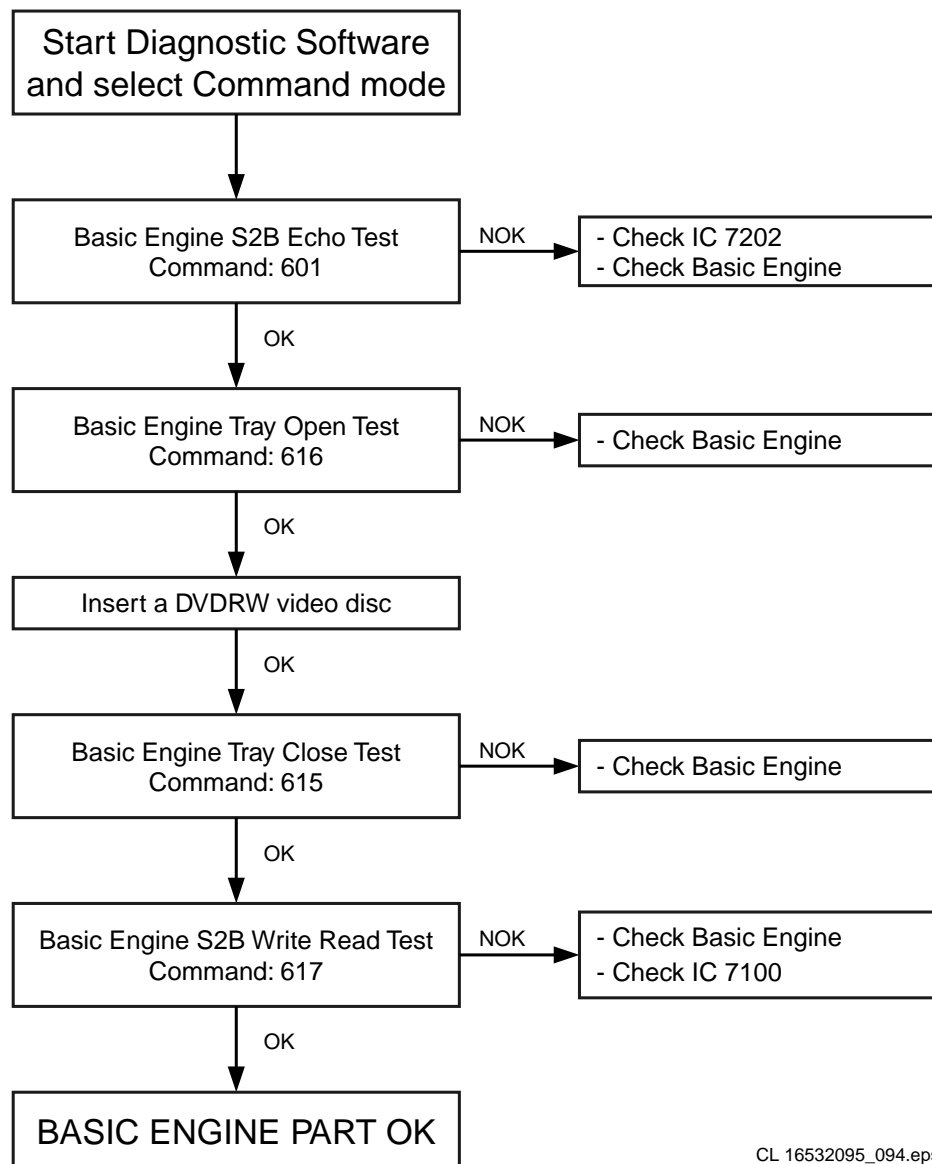 Start Diagnostic Software
and select Command mode
Basic Engine S2B Echo Test
Command: 601
NOK
- Check IC 7202
- Check Basic Engine
OK
Basic Engine Tray Open Test
Command: 616
NOK
- Check Basic Engine
OK
Insert a DVDRW video disc
OK
Basic Engine Tray Close Test
Command: 615
NOK
- Check Basic Engine
OK
Basic Engine S2B Write Read Test
Command: 617
NOK
- Check Basic Engine
- Check IC 7100
OK
BASIC ENGINE PART OK
CL 16532095_094.eps